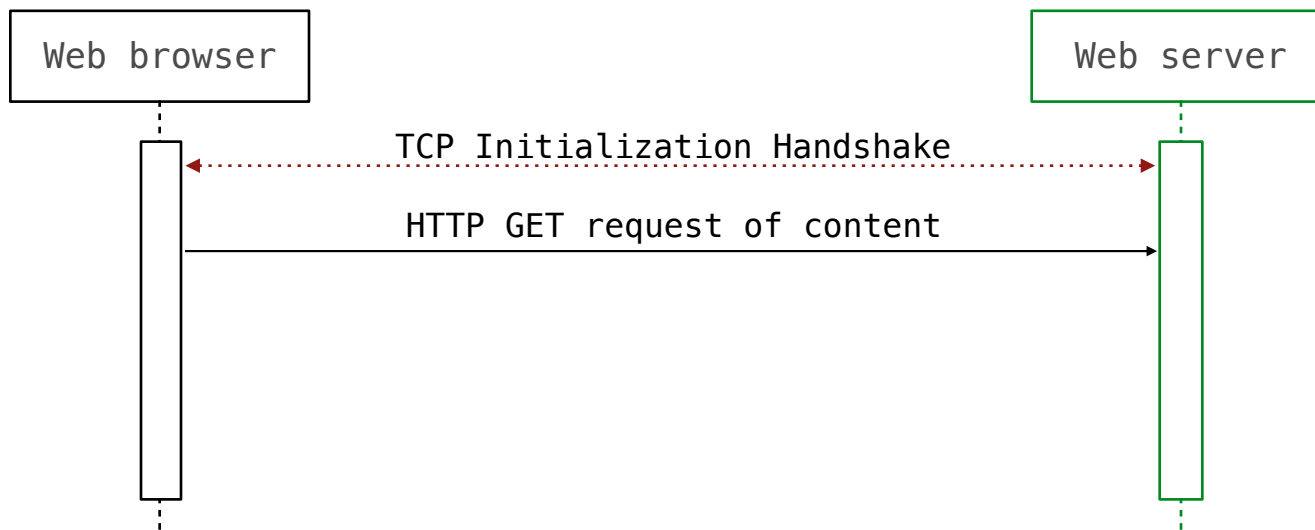 Web browser
Web server
TCP Initialization Handshake
HTTP GET request of content